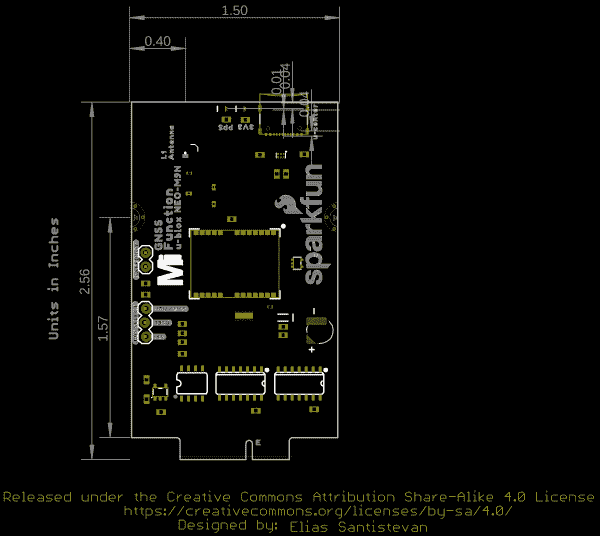 1.50
0.40
0.01
0.04
0.04
u-center
3V3 PPS
L1
Antenna
GNSS
Function
u-blox NEO-M9N
sparkfun
Units in Inches
2.56
1.57
E
Released under the Creative Commons Attribution Share-Alike 4.0 License
https://creativecommons.org/licenses/by-sa/4.0/
Designed by: Elias Santistevan